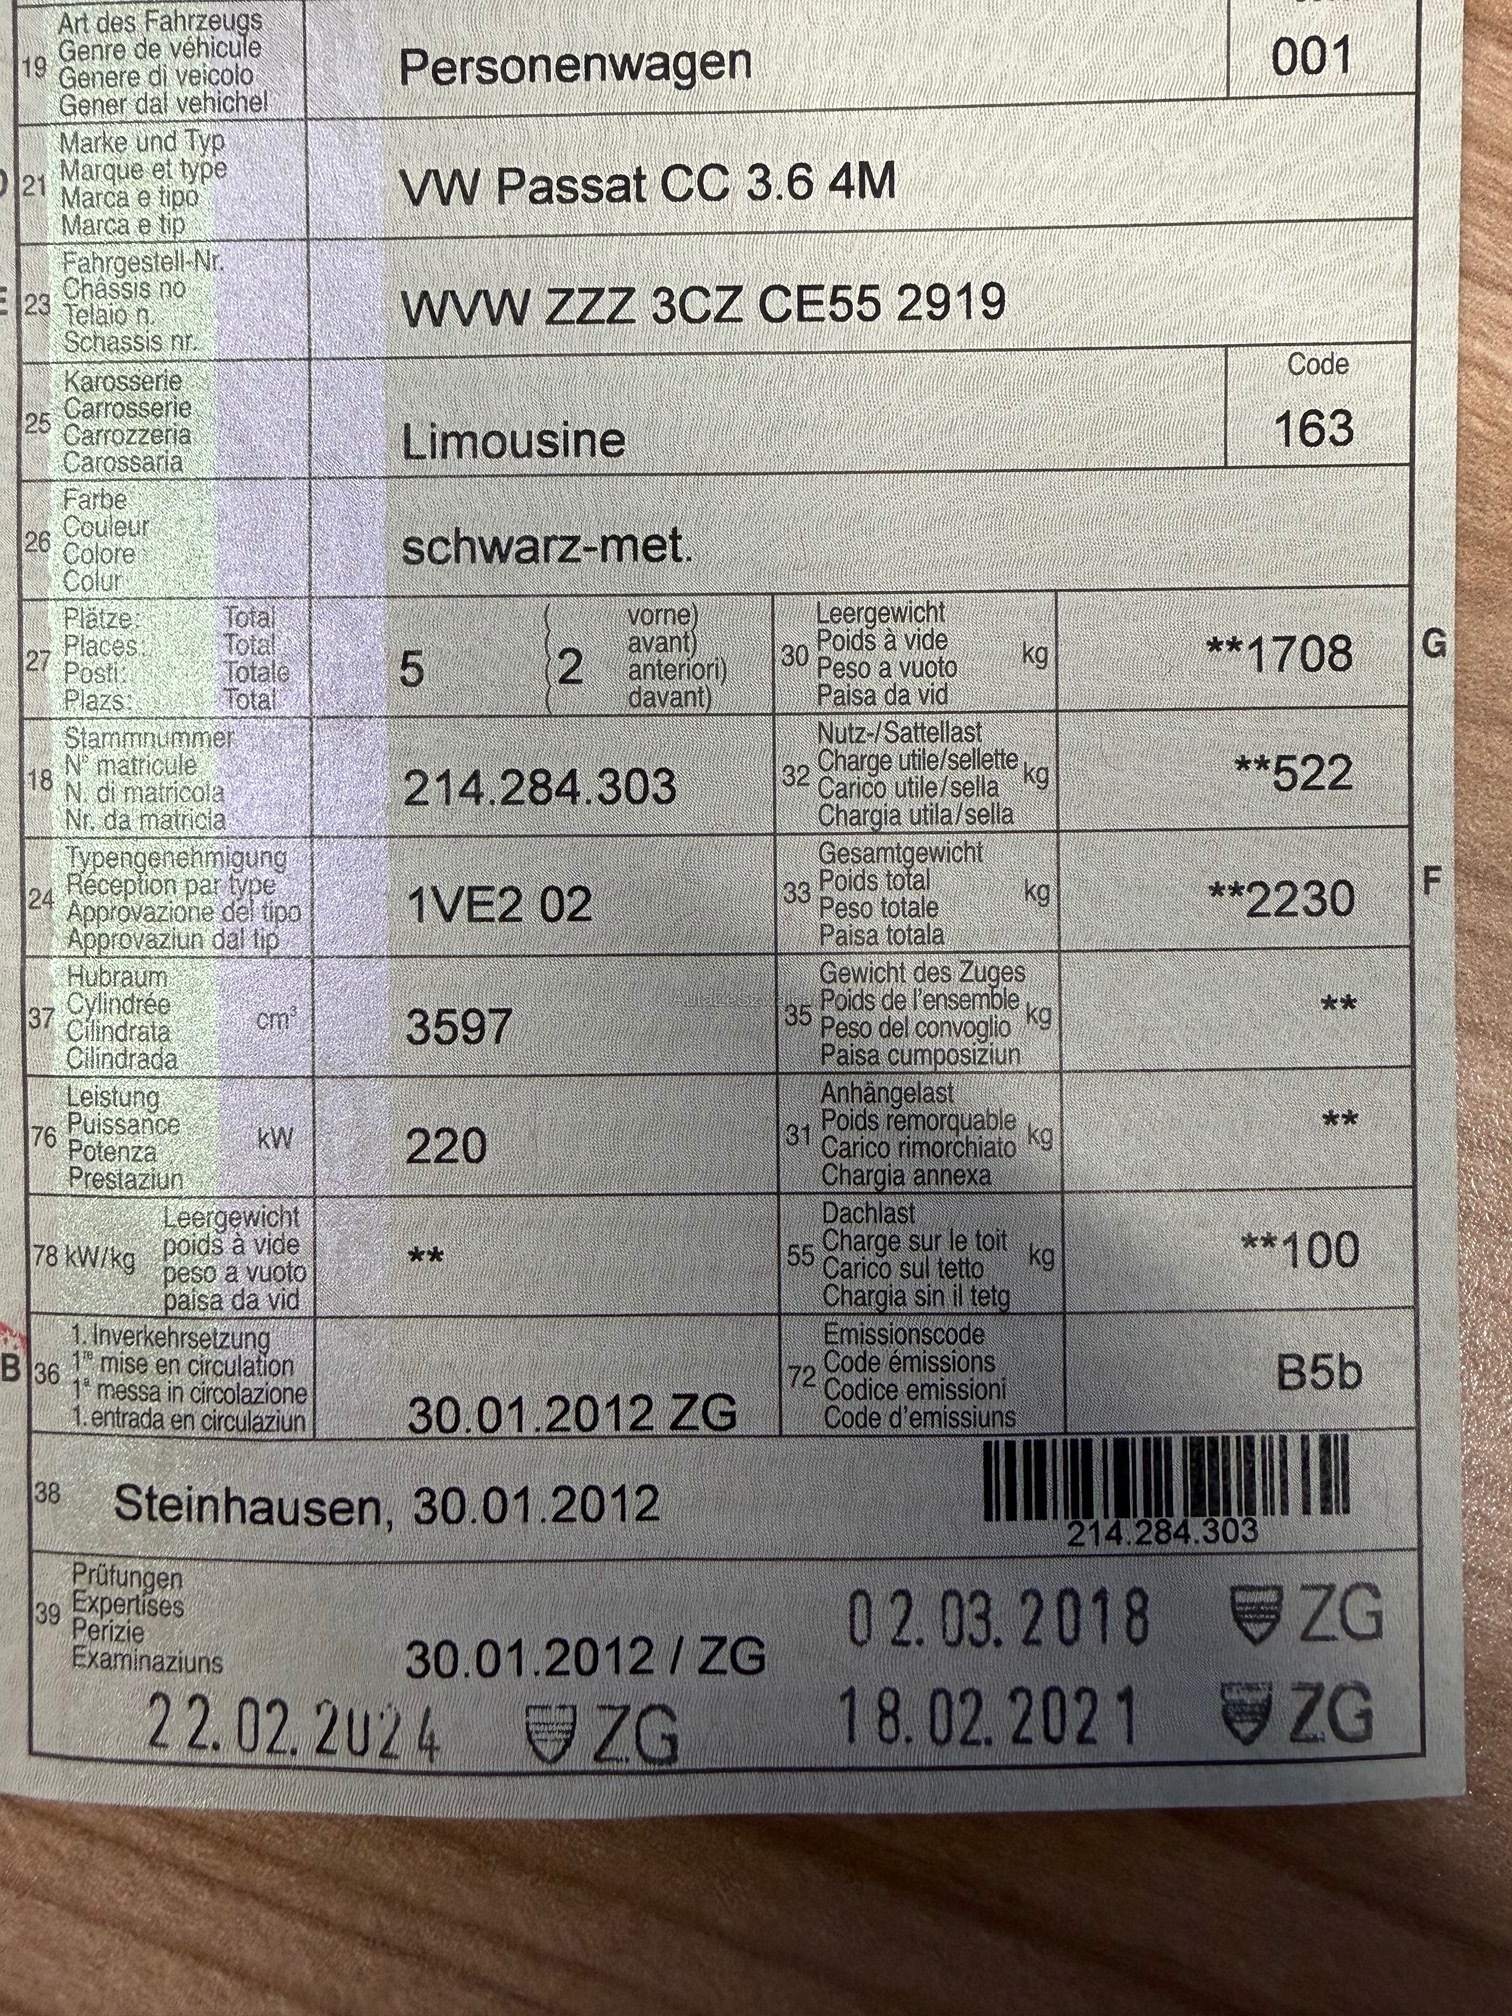 Art des Fahrzeugs
Genre de véhicule
19 Genere di veicolo
Gener dal vehichel
Personenwagen
001
Marke und Typ
Marque et type
21 Marca e tipo
Marca e tip
VW Passat CC 3.6 4M
Fahrgestell-Nr.
Châssis no
23 Telaio n.
Schassis nr.
WVW ZZZ 3CZ CE55 2919
Karosserie
Carrosserie
25 Carrozzeria
Carossaria
Limousine
Code
163
Farbe
Couleur
26 Colore
Colur
schwarz-met.
Plätze: Total
Places: Total
27 Posti: Totale
Plazs: Total
5 (2 vorne)
avant)
anteriori)
davant)
Leergewicht
30 Poids à vide kg
Peso a vuoto
Paisa da vid
**1708
G
Stammnummer
18 N° matricule
N. di matricola
Nr. da matricla
214.284.303
Nutz-/Sattellast
32 Charge utile/sellette kg
Carico utile/sella
Chargia utila/sella
**522
Typengenehmigung
24 Réception par type
Approvazione del tipo
Approvaziun dal tip
1VE2 02
Gesamtgewicht
33 Poids total kg
Peso totale
Paisa totala
**2230
F
Hubraum
37 Cylindrée cm³
Cilindrata
Cilindrada
3597
Gewicht des Zuges
35 Poids de l'ensemble kg
Peso del convoglio
Paisa cumposiziun
**
Leistung
76 Puissance kW
Potenza
Prestaziun
220
Anhängelast
31 Poids remorquable kg
Carico rimorchiato
Chargia annexa
**
Leergewicht
78 kW/kg poids à vide
peso a vuoto
paisa da vid
**
Dachlast
55 Charge sur le toit kg
Carico sul tetto
Chargia sin il tetg
**100
B
1. Inverkehrsetzung
36 1re mise en circulation
1a messa in circolazione
1. entrada en circulaziun
30.01.2012 ZG
Emissionscode
72 Code émissions
Codice emissioni
Code d'emissiuns
B5b
38 Steinhausen, 30.01.2012
214.284.303
Prüfungen
39 Expertises
Perizie
Examinaziuns
30.01.2012 / ZG
02.03.2018 ZG
22.02.2024 ZG
18.02.2021 ZG